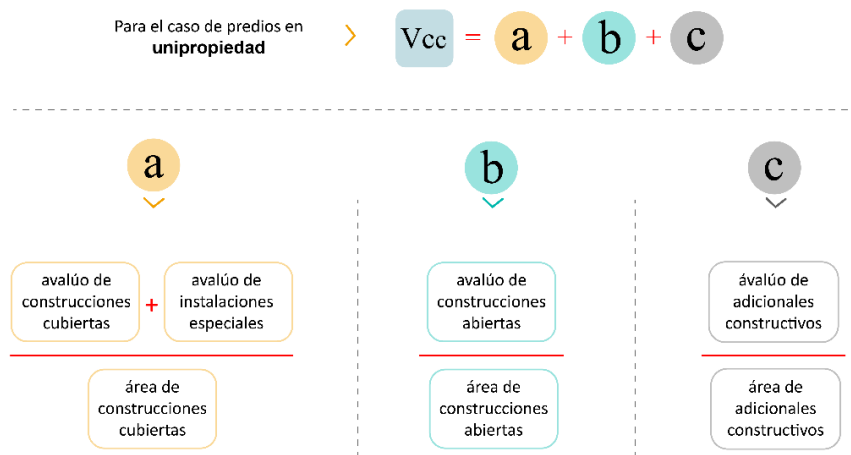 Para el caso de predios en
unipropiedad
Vcc = a + b + c
a
b
c
avalúo de
construcciones
cubiertas
+
avalúo de
instalaciones
especiales
área de
construcciones
cubiertas
avalúo de
construcciones
abiertas
área de
construcciones
abiertas
ávalúo de
adicionales
constructivos
área de
adicionales
constructivos